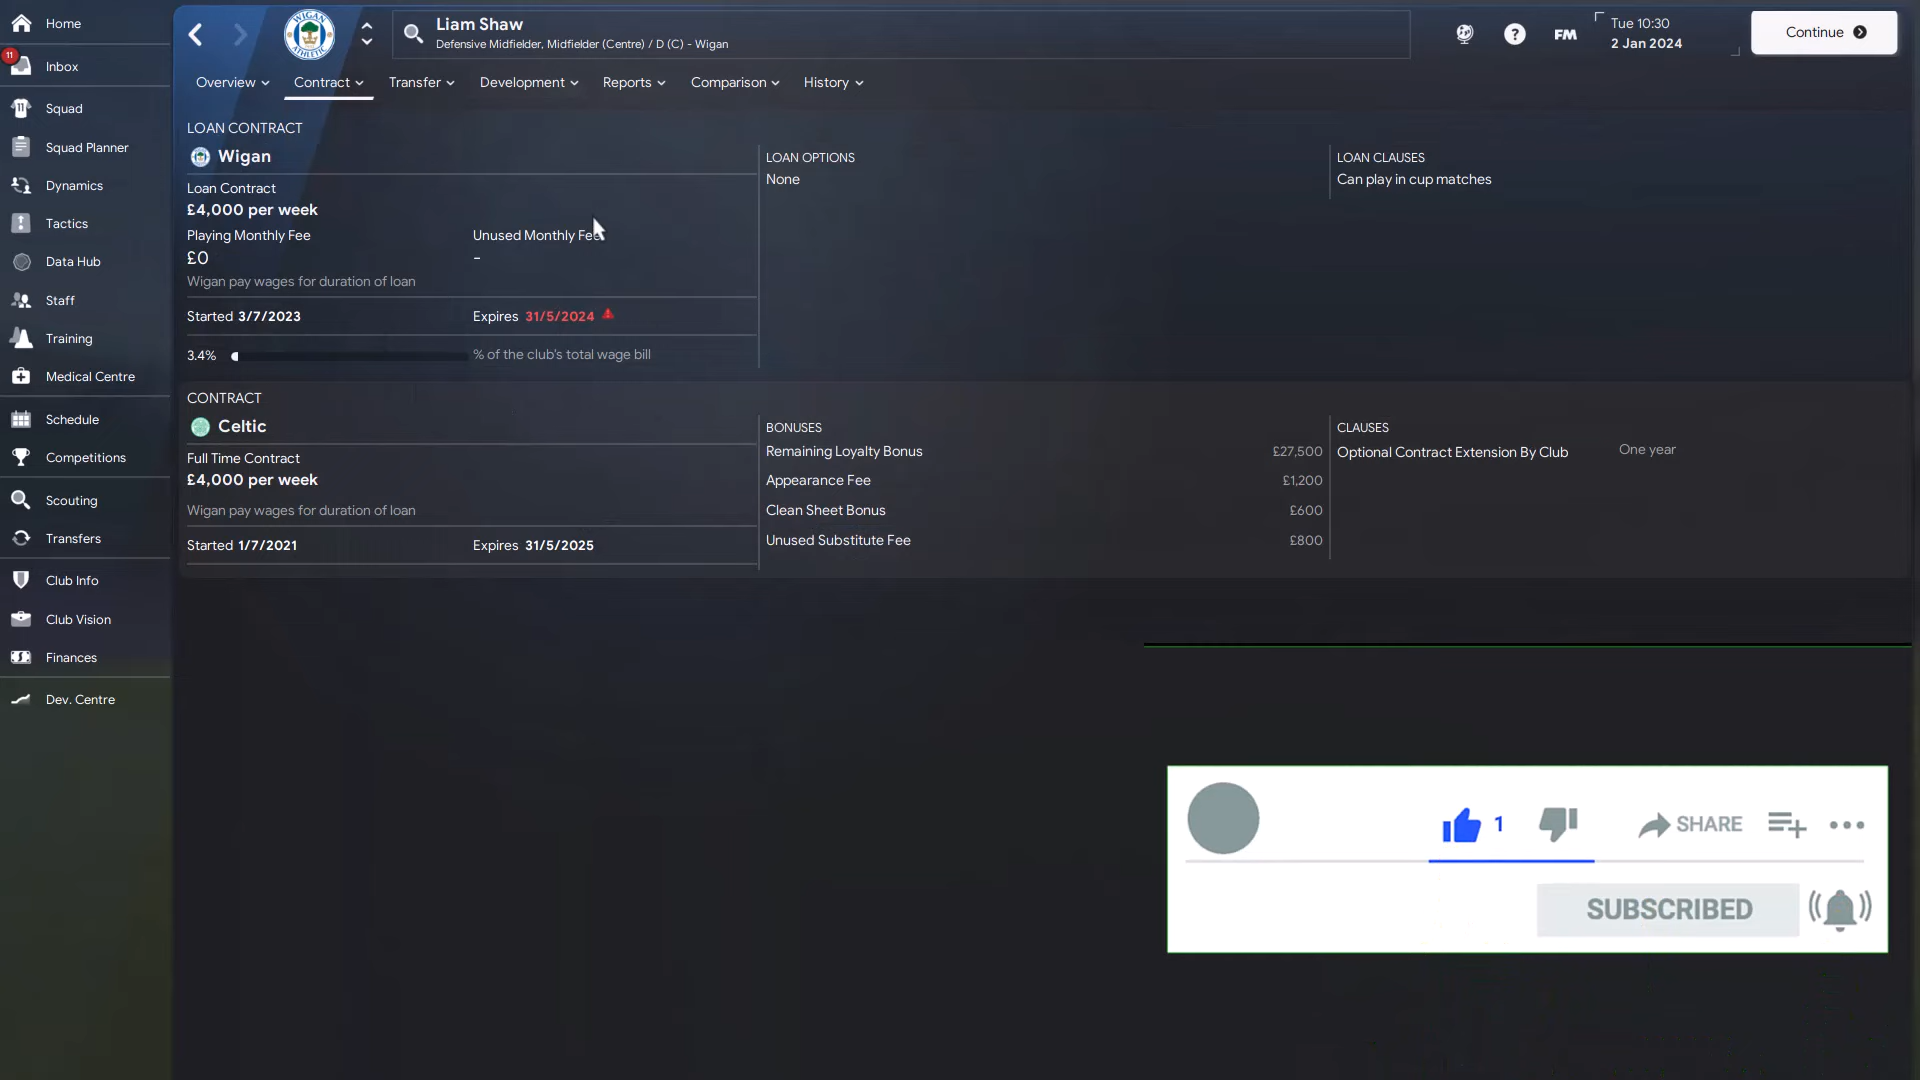 Home
11
Inbox
Squad
Squad Planner
Dynamics
Tactics
Data Hub
Staff
Training
Medical Centre
Schedule
Competitions
Scouting
Transfers
Club Info
Club Vision
Finances
Dev. Centre
WIGAN
ATHLETIC
Liam Shaw
Defensive Midfielder, Midfielder (Centre) / D (C) - Wigan
?
FM
Tue 10:30
2 Jan 2024
Continue
Overview
Contract
Transfer
Development
Reports
Comparison
History
LOAN CONTRACT
Wigan
Loan Contract
£4,000 per week
Playing Monthly Fee
Unused Monthly Fee
£0
-
Wigan pay wages for duration of loan
Started 3/7/2023
Expires 31/5/2024
3.4%
% of the club's total wage bill
LOAN OPTIONS
None
LOAN CLAUSES
Can play in cup matches
CONTRACT
Celtic
Full Time Contract
£4,000 per week
Wigan pay wages for duration of loan
Started 1/7/2021
Expires 31/5/2025
BONUSES
Remaining Loyalty Bonus £27,500
Appearance Fee £1,200
Clean Sheet Bonus £600
Unused Substitute Fee £800
CLAUSES
Optional Contract Extension By Club One year
1
SHARE
SUBSCRIBED